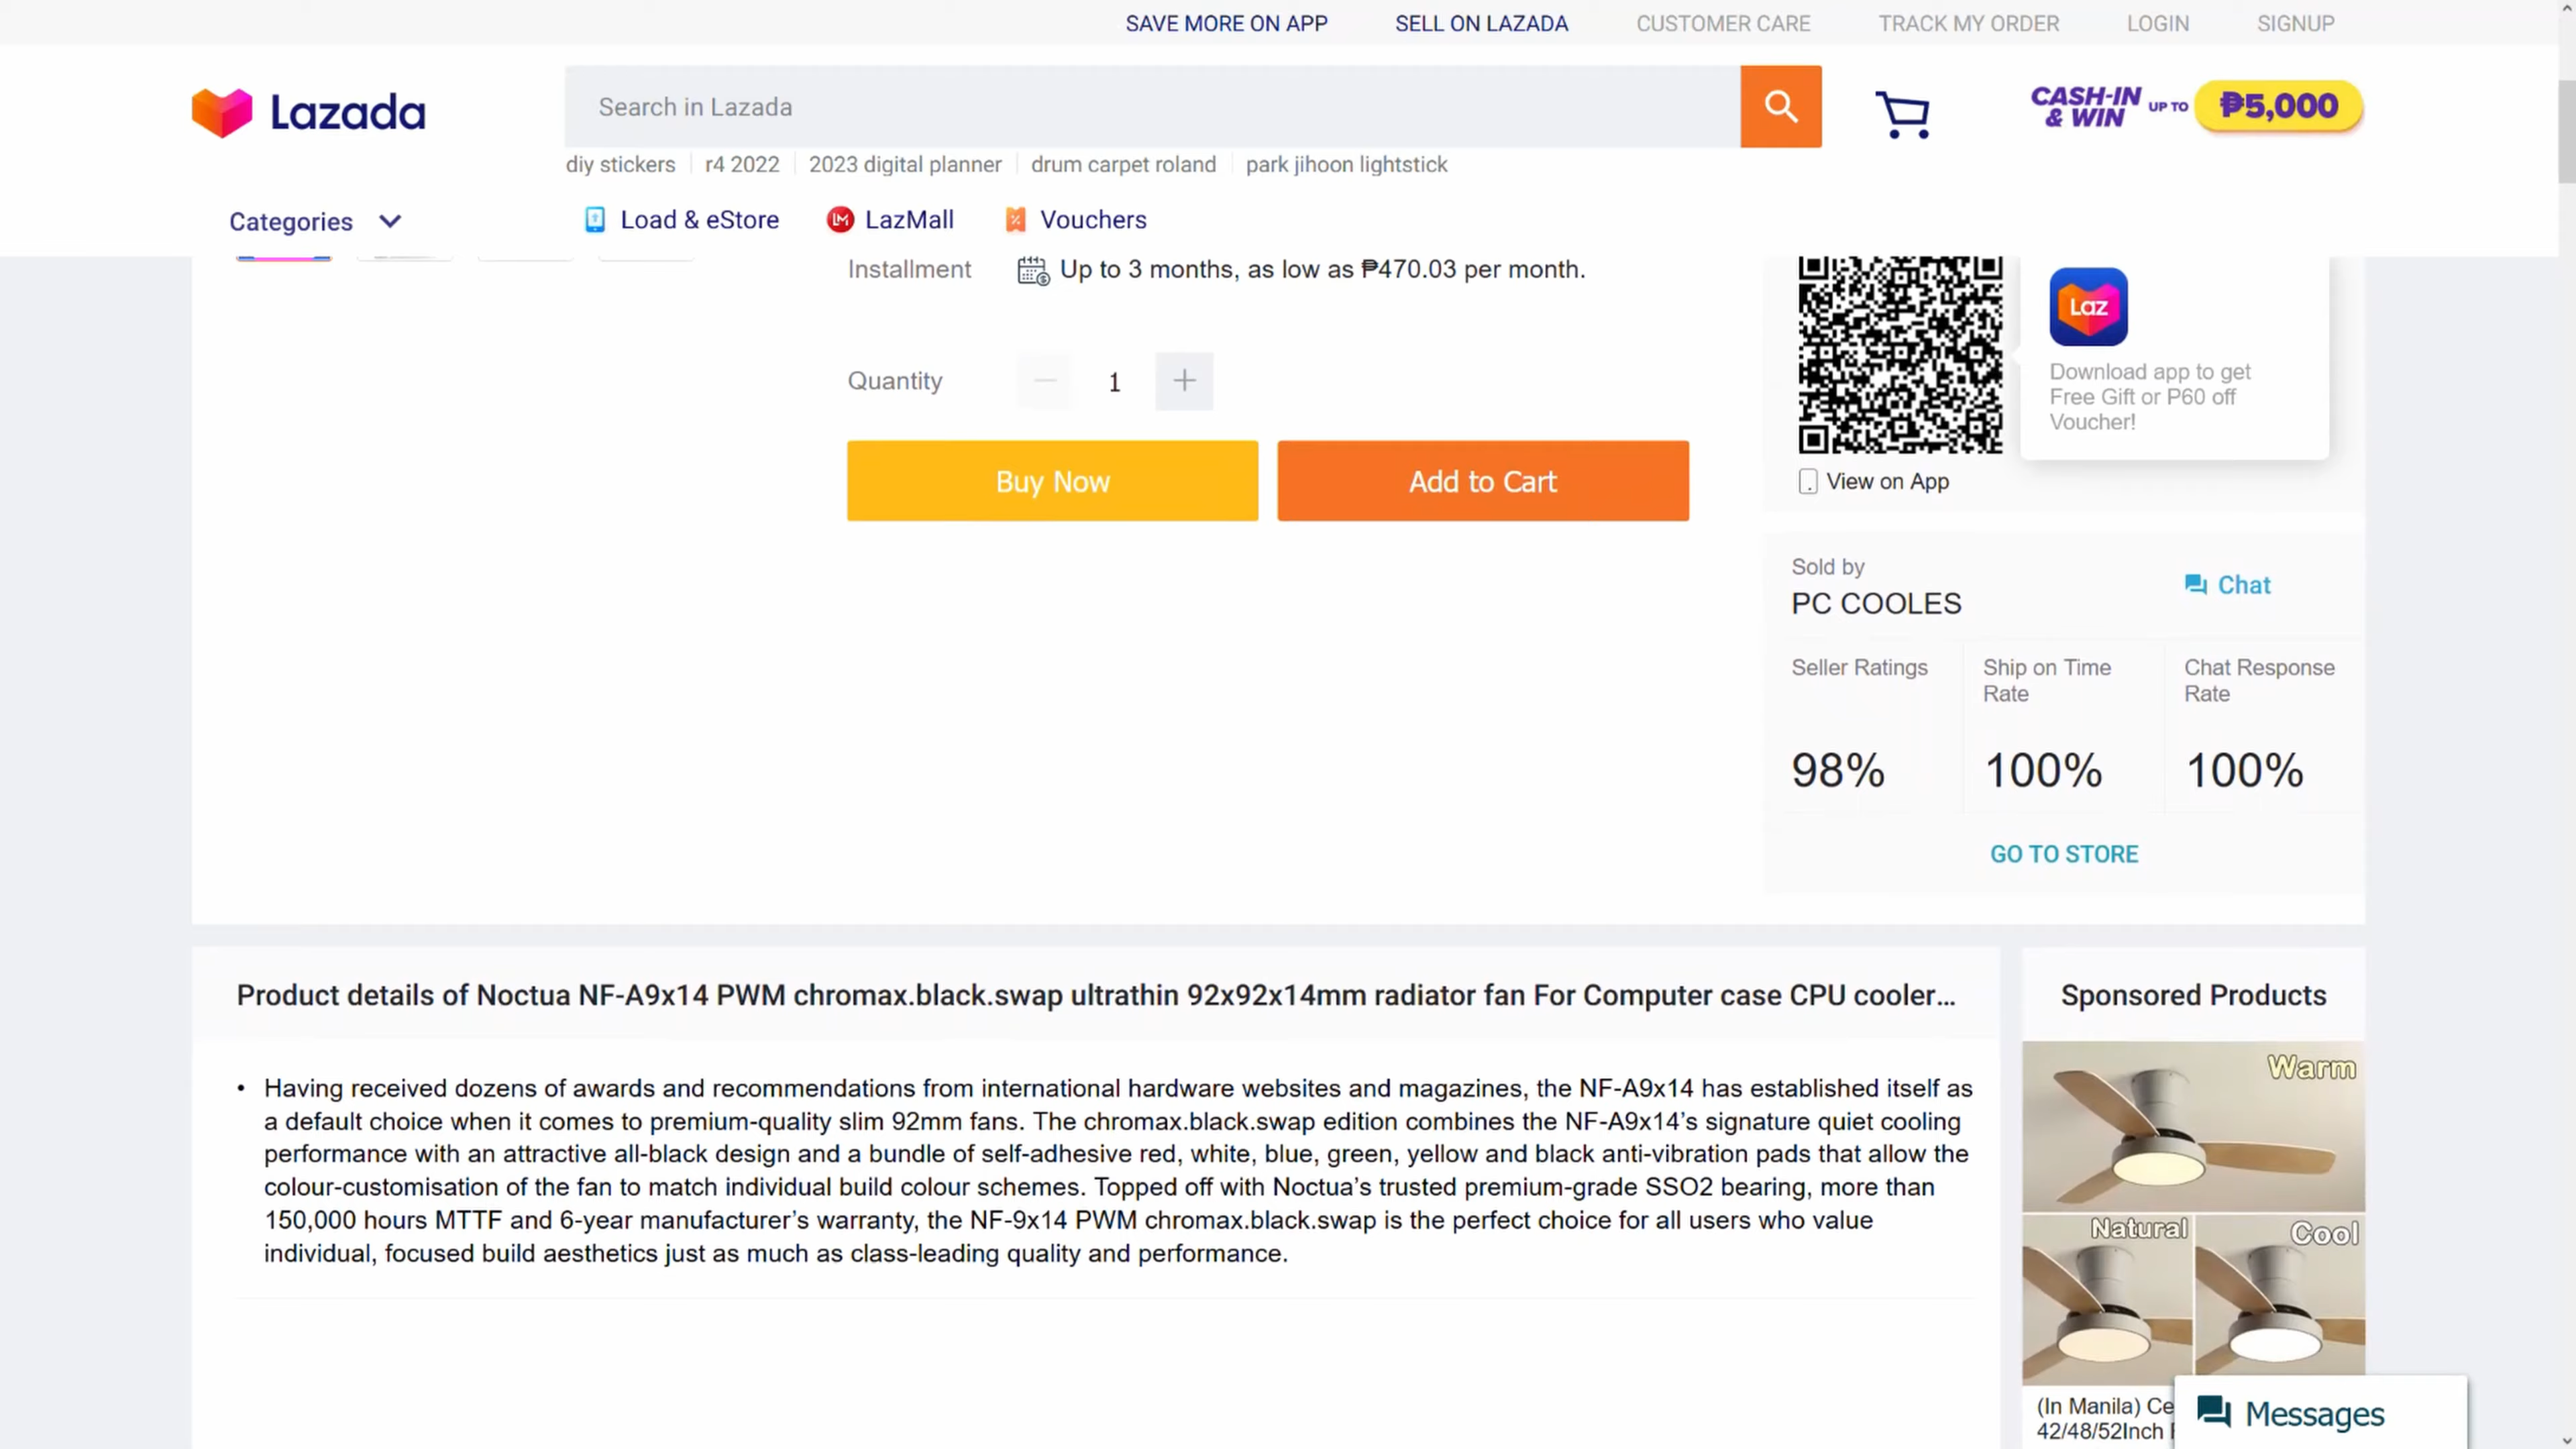 SAVE MORE ON APP SELL ON LAZADA CUSTOMER CARE TRACK MY ORDER LOGIN SIGNUP
Lazada
Search in Lazada
CASH-IN & WIN UP TO ₱5,000
diy stickers r4 2022 2023 digital planner drum carpet roland park jihoon lightstick
Categories Load & eStore LazMall Vouchers
Installment Up to 3 months, as low as ₱470.03 per month.
Laz
Download app to get
Free Gift or P60 off
Voucher!
Quantity 1
Buy Now Add to Cart
View on App
Sold by
PC COOLES
Chat
Seller Ratings
Ship on Time
Rate
Chat Response
Rate
98% 100% 100%
GO TO STORE
Product details of Noctua NF-A9x14 PWM chromax.black.swap ultrathin 92x92x14mm radiator fan For Computer case CPU cooler...
• Having received dozens of awards and recommendations from international hardware websites and magazines, the NF-A9x14 has established itself as
a default choice when it comes to premium-quality slim 92mm fans. The chromax.black.swap edition combines the NF-A9x14’s signature quiet cooling
performance with an attractive all-black design and a bundle of self-adhesive red, white, blue, green, yellow and black anti-vibration pads that allow the
colour-customisation of the fan to match individual build colour schemes. Topped off with Noctua’s trusted premium-grade SSO2 bearing, more than
150,000 hours MTTF and 6-year manufacturer’s warranty, the NF-9x14 PWM chromax.black.swap is the perfect choice for all users who value
individual, focused build aesthetics just as much as class-leading quality and performance.
Sponsored Products
Warm
Natural Cool
(In Manila) Ce
42/48/52Inch
Messages